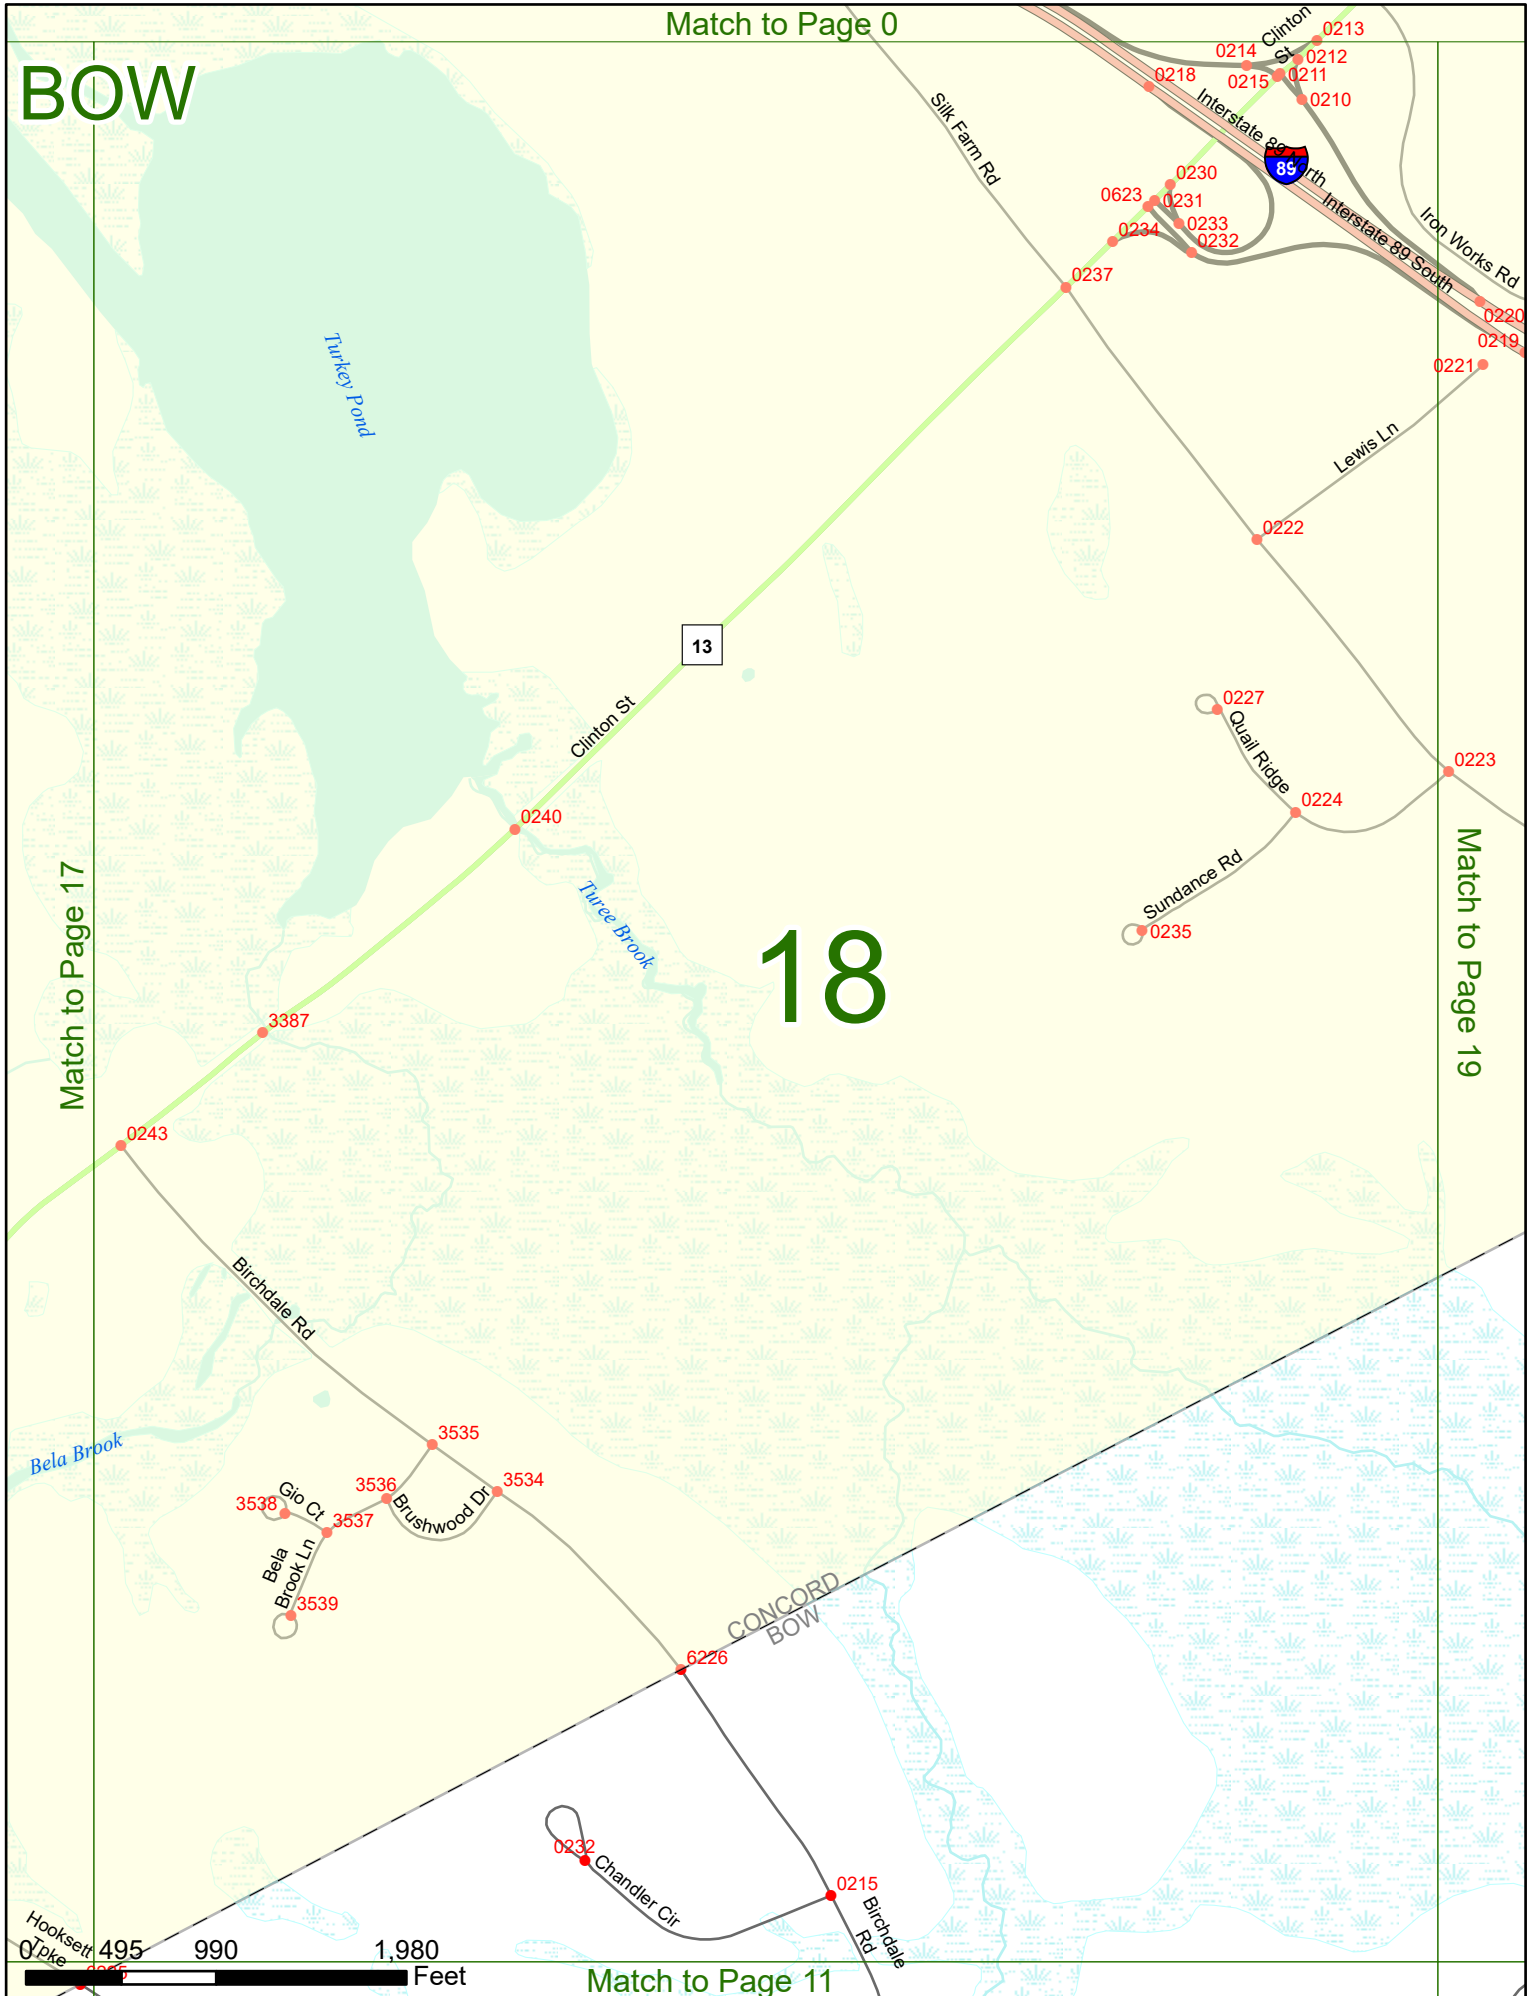 Match to Page 0
BOW
Clinton
St
0213
0214
0212
0215
0211
0218
0210
Silk Farm Rd
Interstate 89 North
89
Interstate 89 South
Iron Works Rd
0230
0623
0231
0233
0234
0232
0237
0220
0219
0221
Turkey Pond
Lewis Ln
0222
13
Clinton St
0227
Quail Ridge
0223
0224
0240
Sundance Rd
0235
Turee Brook
18
Match to Page 17
Match to Page 19
3387
0243
Birchdale Rd
Bela Brook
3535
3536
3534
Gio Ct
3538
3537
Brushwood Dr
Bela
Brook Ln
3539
CONCORD
BOW
6226
0232
Chandler Cir
0215
Birchdale
Rd
Hooksett
Tpke
0 495 990 1,980
Feet
Match to Page 11